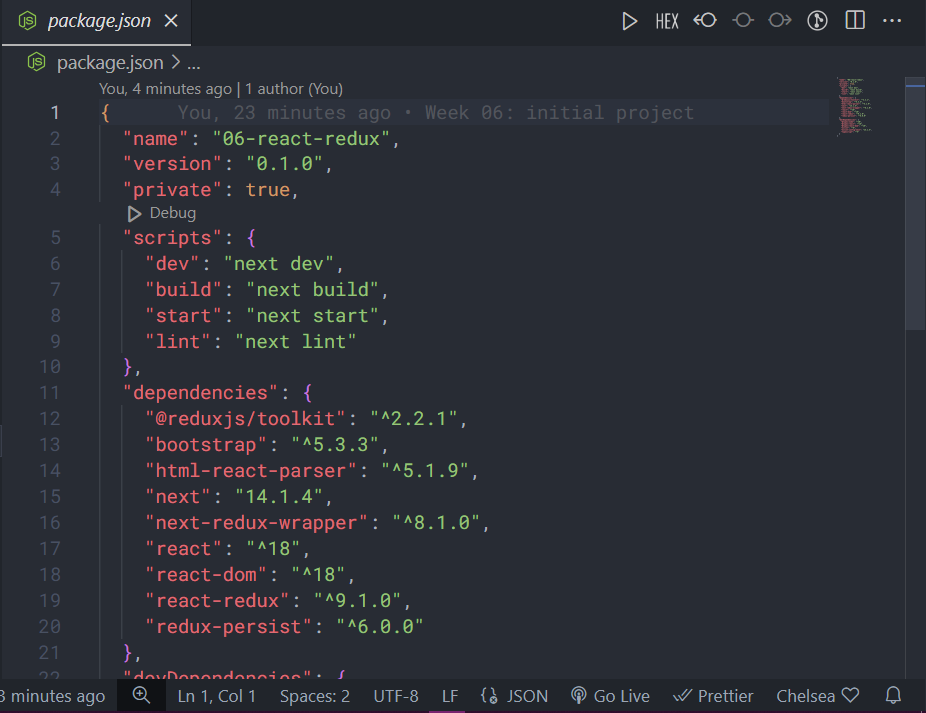 JS package.json
HEX
JS package.json > ...
You, 4 minutes ago | 1 author (You)
1 { You, 23 minutes ago • Week 06: initial project
2 "name": "06-react-redux",
3 "version": "0.1.0",
4 "private": true,
Debug
5 "scripts": {
6 "dev": "next dev",
7 "build": "next build",
8 "start": "next start",
9 "lint": "next lint"
10 },
11 "dependencies": {
12 "@reduxjs/toolkit": "^2.2.1",
13 "bootstrap": "^5.3.3",
14 "html-react-parser": "^5.1.9",
15 "next": "14.1.4",
16 "next-redux-wrapper": "^8.1.0",
17 "react": "^18",
18 "react-dom": "^18",
19 "react-redux": "^9.1.0",
20 "redux-persist": "^6.0.0"
21 },
22 "devDependencies": {
3 minutes ago Ln 1, Col 1 Spaces: 2 UTF-8 LF JSON Go Live Prettier Chelsea